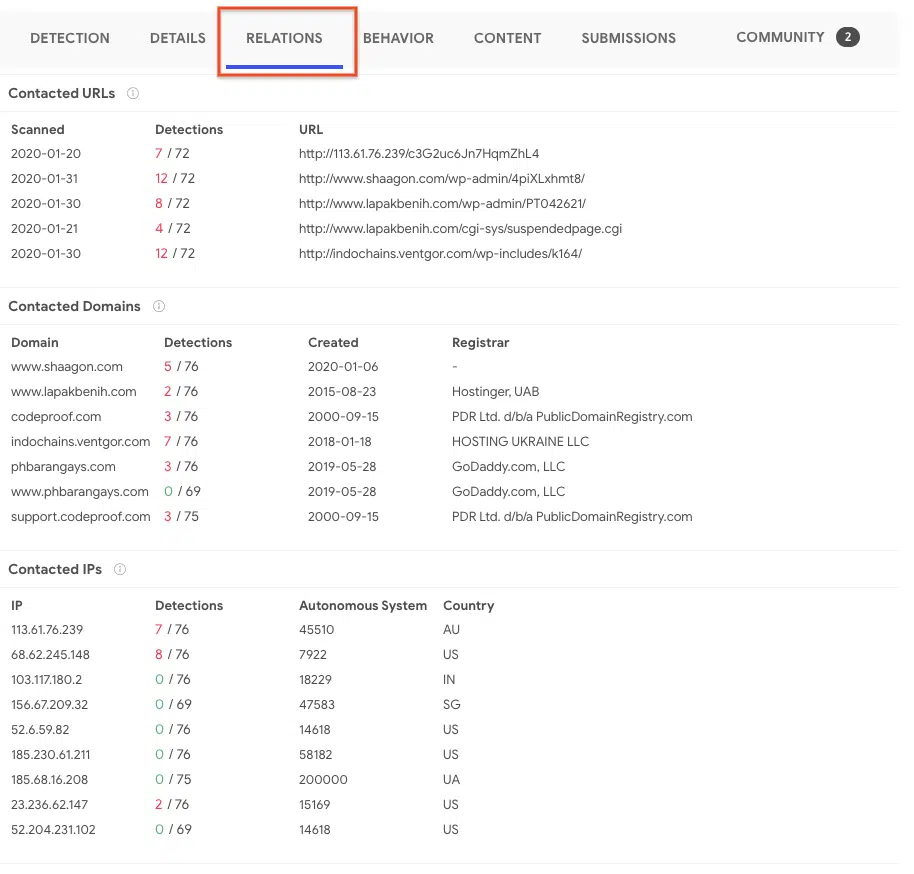 DETECTION DETAILS RELATIONS BEHAVIOR CONTENT SUBMISSIONS COMMUNITY 2
Contacted URLs
Scanned Detections URL
2020-01-20 7 / 72 http://113.61.76.239/c3G2uc6Jn7HqmZhL4
2020-01-31 12 / 72 http://www.shaagon.com/wp-admin/4piXLxhmt8/
2020-01-30 8 / 72 http://www.lapakbenih.com/wp-admin/PT042621/
2020-01-21 4 / 72 http://www.lapakbenih.com/cgi-sys/suspendedpage.cgi
2020-01-30 12 / 72 http://indochains.ventgor.com/wp-includes/k164/
Contacted Domains
Domain Detections Created Registrar
www.shaagon.com 5 / 76 2020-01-06 -
www.lapakbenih.com 2 / 76 2015-08-23 Hostinger, UAB
codeproof.com 3 / 76 2000-09-15 PDR Ltd. d/b/a PublicDomainRegistry.com
indochains.ventgor.com 7 / 76 2018-01-18 HOSTING UKRAINE LLC
phbarangays.com 3 / 76 2019-05-28 GoDaddy.com, LLC
www.phbarangays.com 0 / 69 2019-05-28 GoDaddy.com, LLC
support.codeproof.com 3 / 75 2000-09-15 PDR Ltd. d/b/a PublicDomainRegistry.com
Contacted IPs
IP Detections Autonomous System Country
113.61.76.239 7 / 76 45510 AU
68.62.245.148 8 / 76 7922 US
103.117.180.2 0 / 76 18229 IN
156.67.209.32 0 / 69 47583 SG
52.6.59.82 0 / 76 14618 US
185.230.61.211 0 / 76 58182 US
185.68.16.208 0 / 75 200000 UA
23.236.62.147 2 / 76 15169 US
52.204.231.102 0 / 69 14618 US